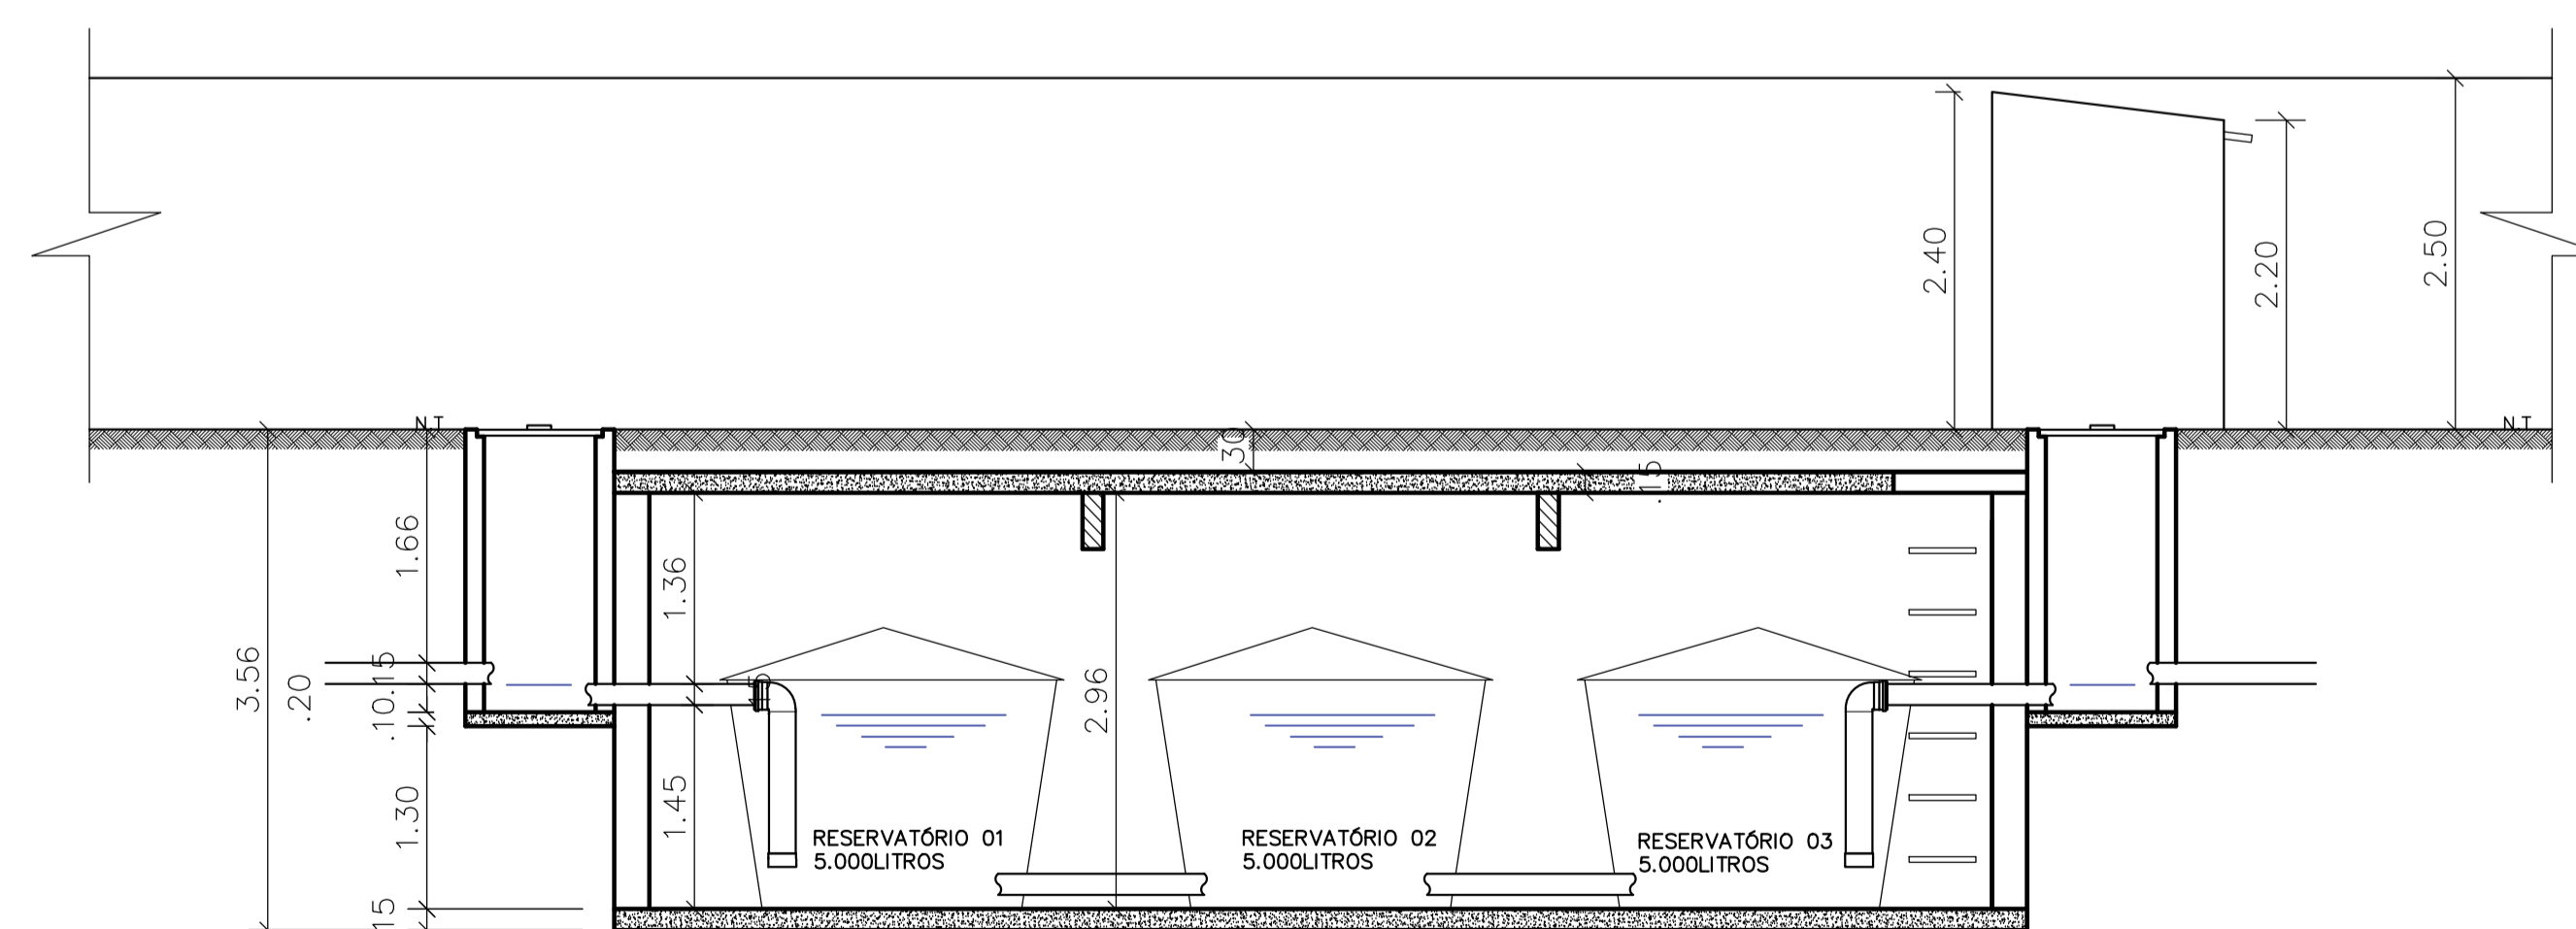 2.40
2.20
2.50
N.T
N.T
.30
.15
1.66
1.36
3.56
.20
.10
.15
2.96
1.30
1.45
RESERVATÓRIO 01
5.000LITROS
RESERVATÓRIO 02
5.000LITROS
RESERVATÓRIO 03
5.000LITROS
15